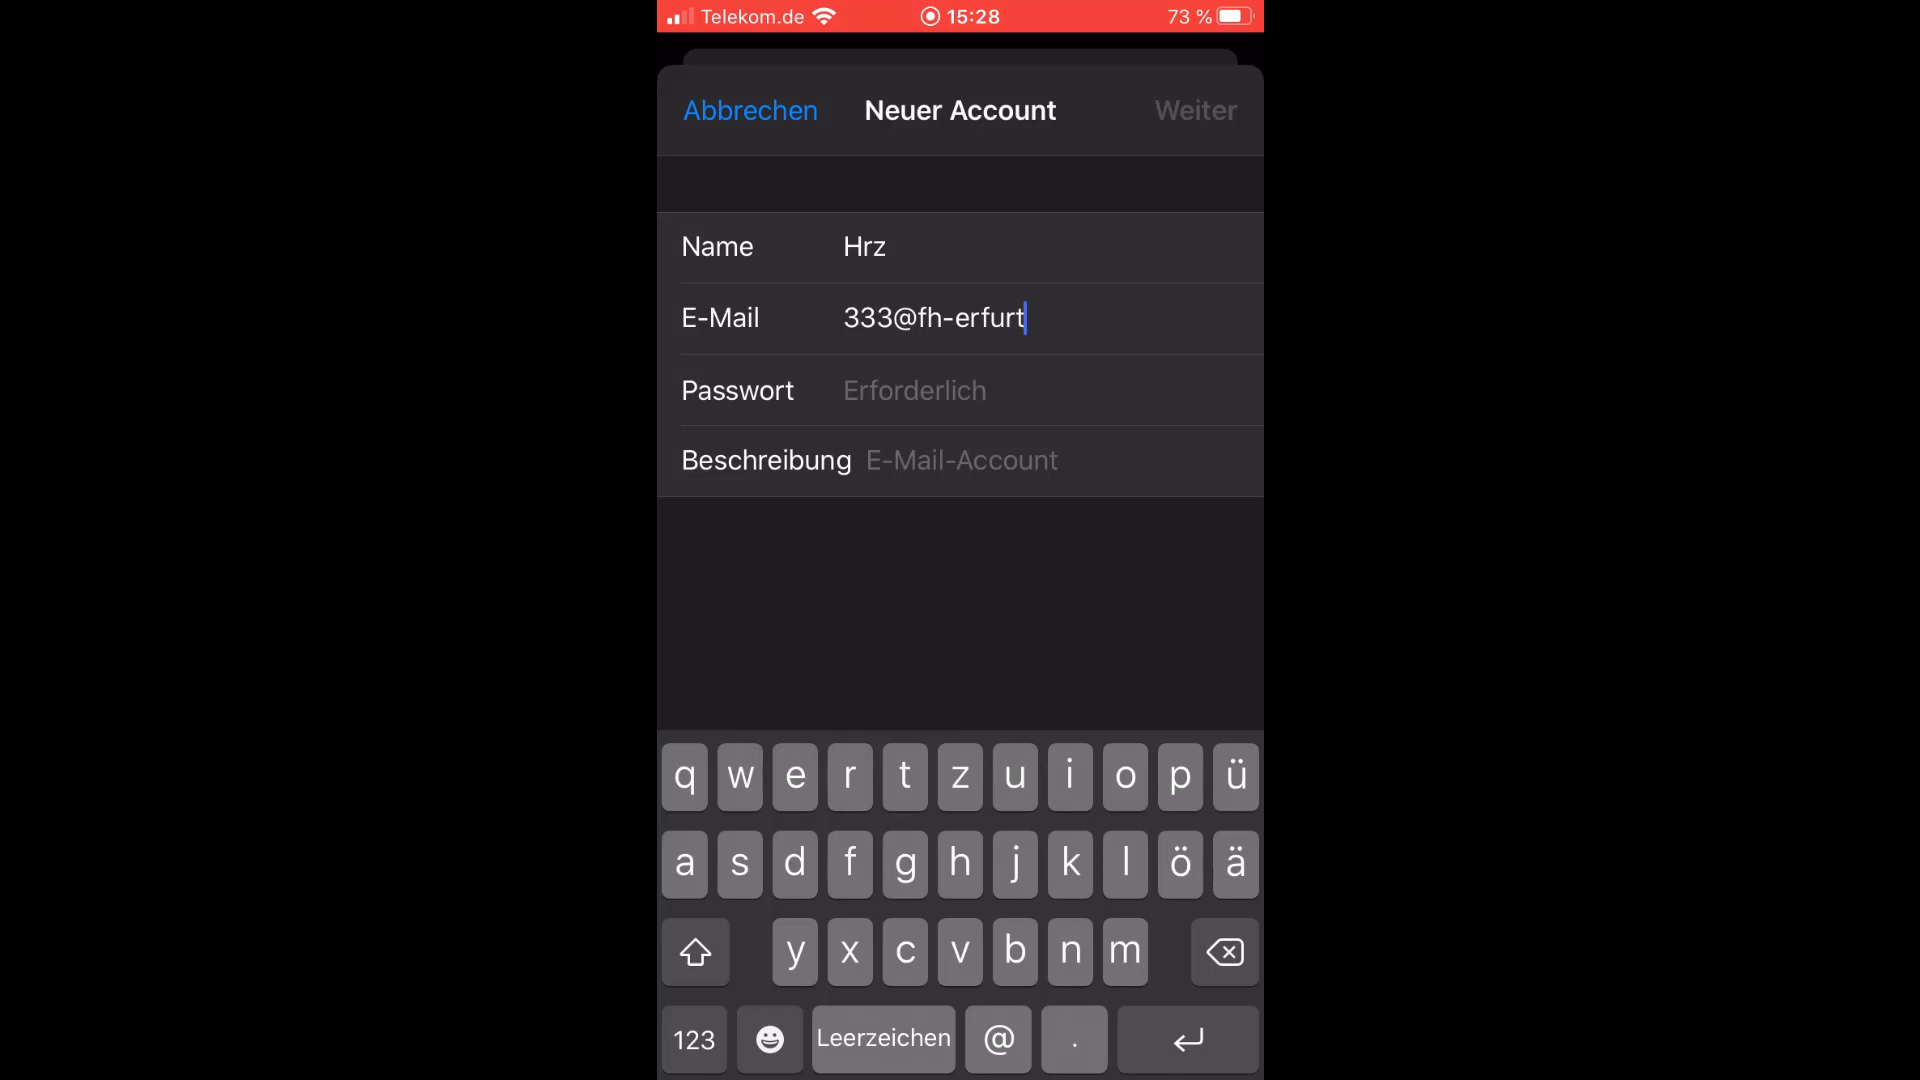 Telekom.de 15:28 73 %
Abbrechen Neuer Account Weiter
Name Hrz
E-Mail 333@fh-erfurt
Passwort Erforderlich
Beschreibung E-Mail-Account
q w e r t z u i o p ü
a s d f g h j k l ö ä
y x c v b n m
123 Leerzeichen @ .